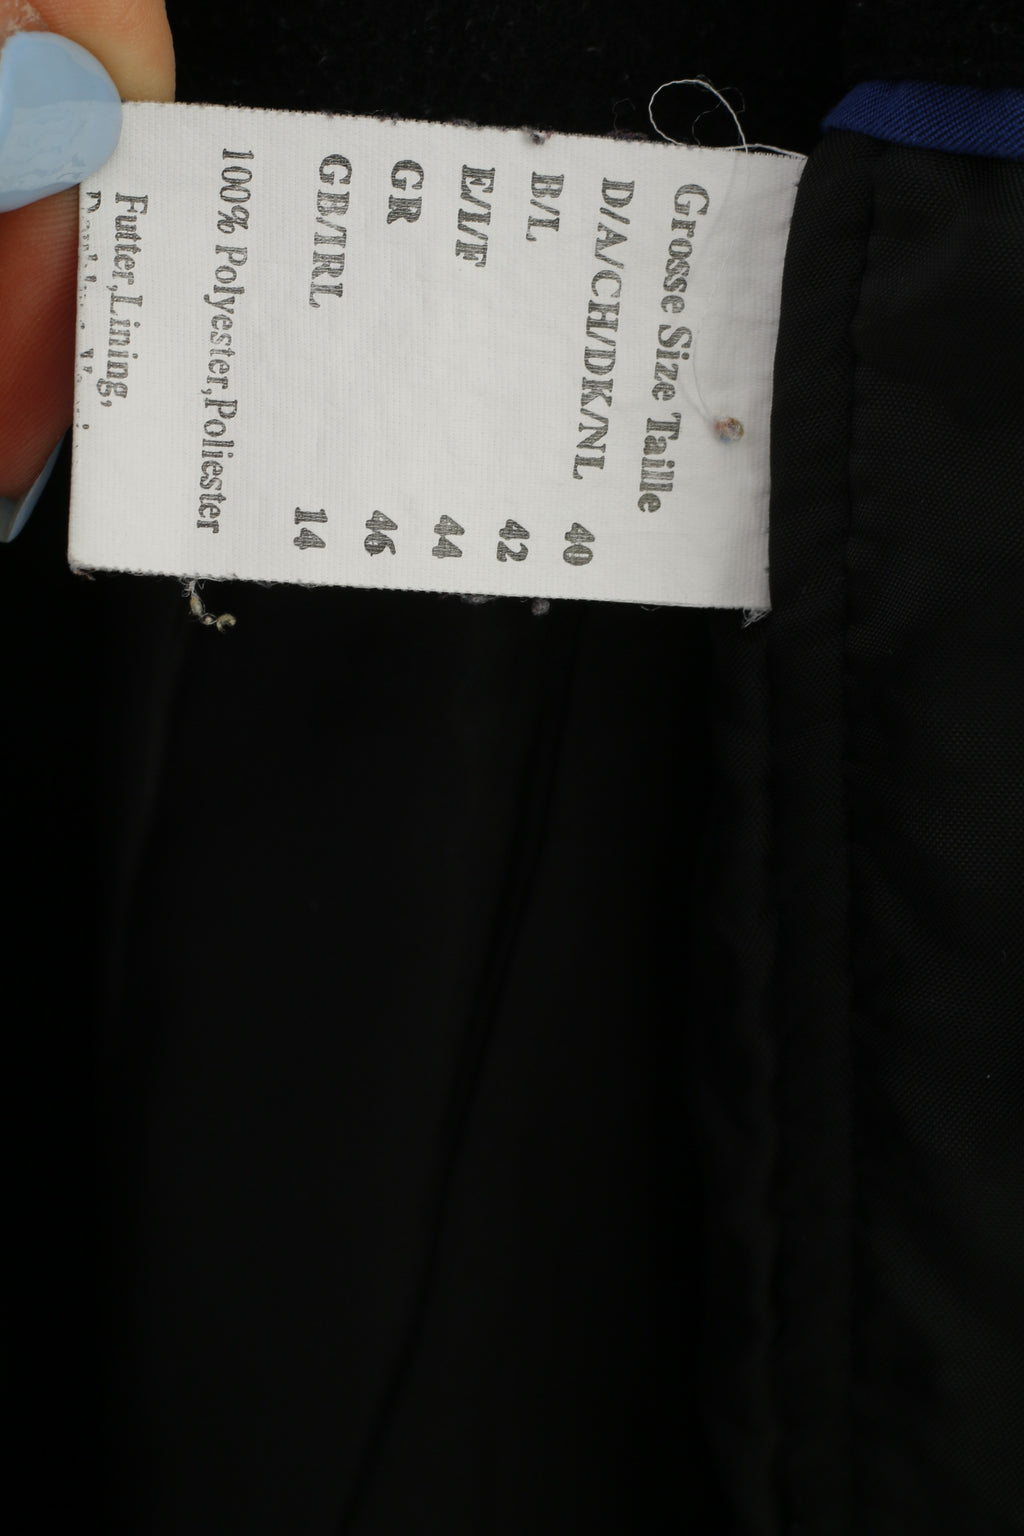 Grosse Size Taille
D/A/CH/DK/NL 40
B/L 42
E/I/F 44
GR 46
GB/IRL 14
100% Polyester,Poliester
Futter,Lining,